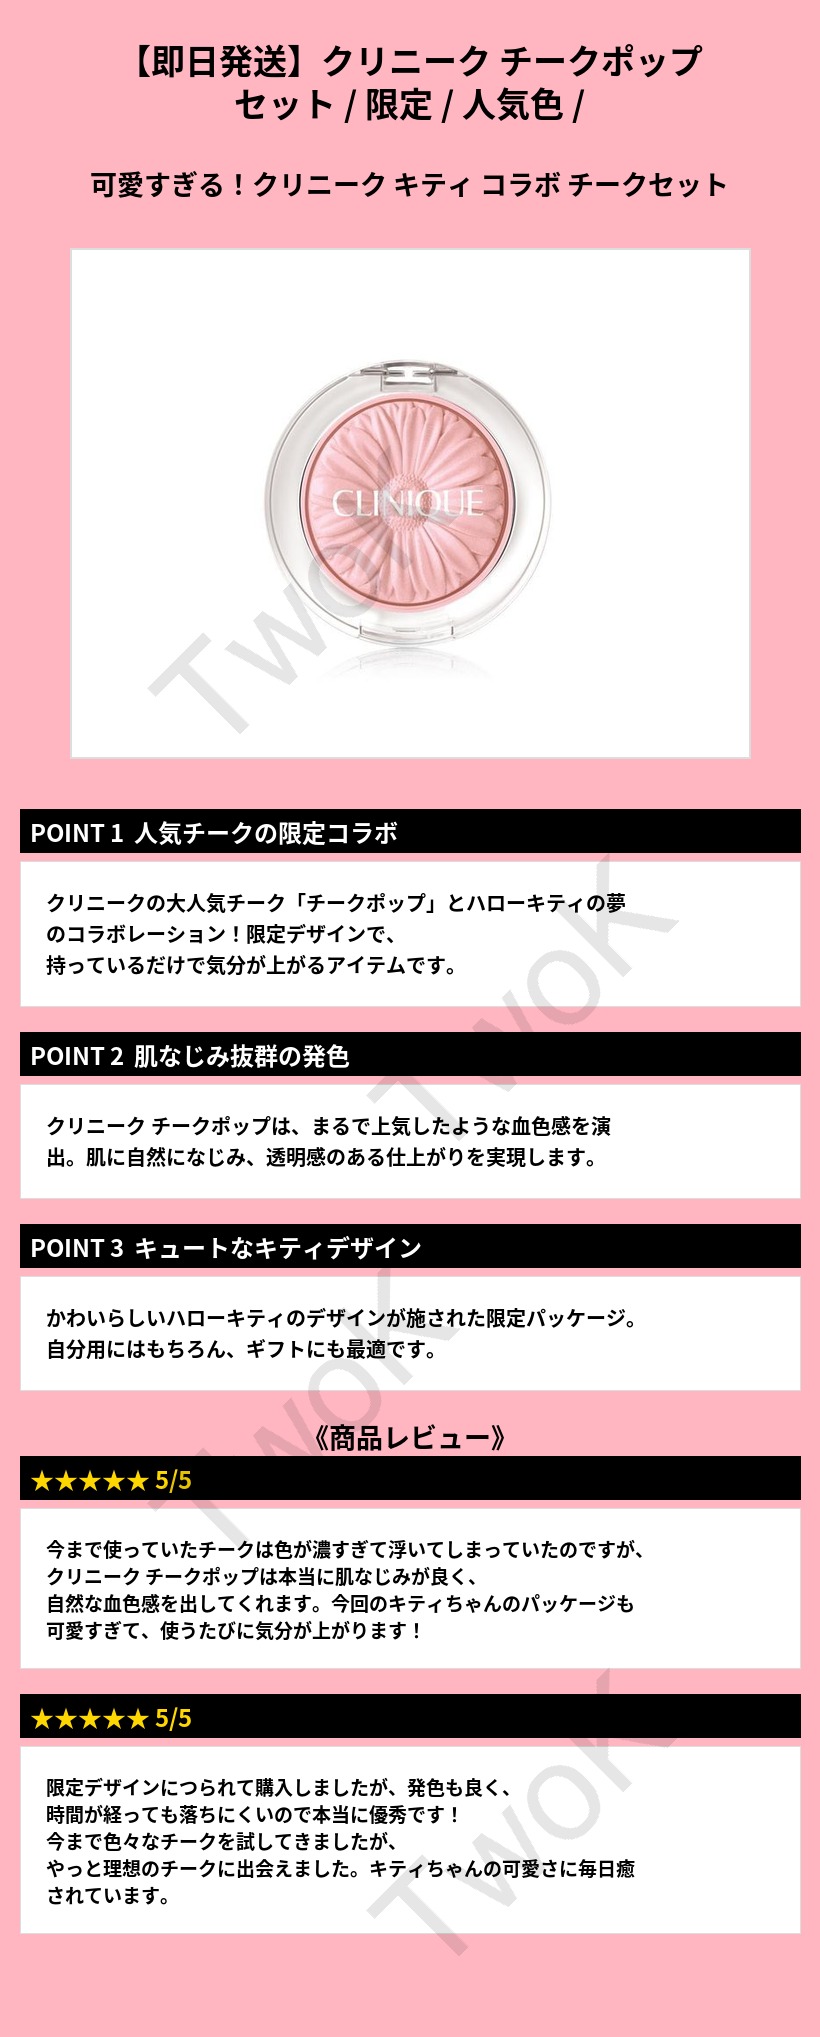 【即日発送】クリニーク チークポップ
セット / 限定 / 人気色 /
可愛すぎる！クリニーク キティ コラボ チークセット
CLINIQUE
TwoK
POINT 1 人気チークの限定コラボ
クリニークの大人気チーク「チークポップ」とハローキティの夢
のコラボレーション！限定デザインで、
持っているだけで気分が上がるアイテムです。
TwoK
POINT 2 肌なじみ抜群の発色
クリニーク チークポップは、まるで上気したような血色感を演
出。肌に自然になじみ、透明感のある仕上がりを実現します。
POINT 3 キュートなキティデザイン
かわいらしいハローキティのデザインが施された限定パッケージ。
自分用にはもちろん、ギフトにも最適です。
TwoK
《商品レビュー》
★★★★★ 5/5
今まで使っていたチークは色が濃すぎて浮いてしまっていたのですが、
クリニーク チークポップは本当に肌なじみが良く、
自然な血色感を出してくれます。今回のキティちゃんのパッケージも
可愛すぎて、使うたびに気分が上がります！
★★★★★ 5/5
限定デザインにつられて購入しましたが、発色も良く、
時間が経っても落ちにくいので本当に優秀です！
今まで色々なチークを試してきましたが、
やっと理想のチークに出会えました。キティちゃんの可愛さに毎日癒
されています。
TwoK